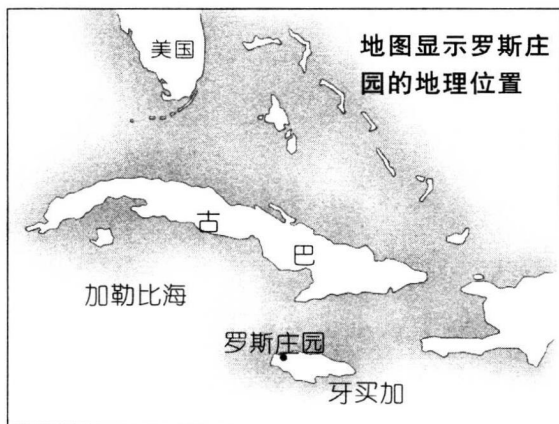 美国
地图显示罗斯庄
园的地理位置
古
巴
加勒比海
罗斯庄园
牙买加